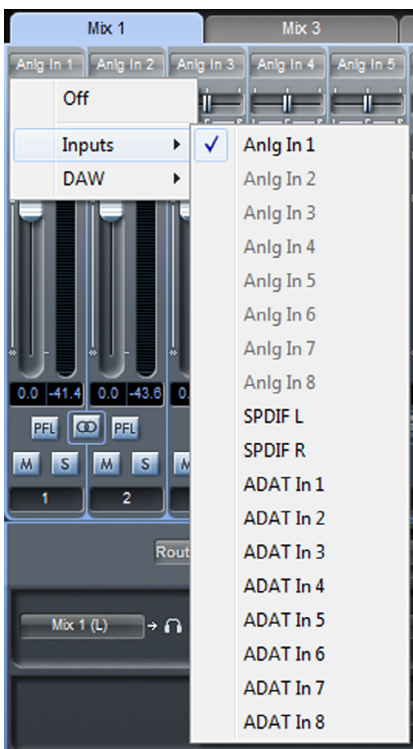 Mix 1 Mix 3
Anlg In 1 Anlg In 2 Anlg In 3 Anlg In 4 Anlg In 5
Off
Inputs
DAW
Anlg In 1
Anlg In 2
Anlg In 3
Anlg In 4
Anlg In 5
Anlg In 6
Anlg In 7
Anlg In 8
SPDIF L
SPDIF R
ADAT In 1
ADAT In 2
ADAT In 3
ADAT In 4
ADAT In 5
ADAT In 6
ADAT In 7
ADAT In 8
0.0 -41.4 0.0 -43.6 0.
PFL PFL
M S M S M
1 2
Rout
Mix 1 (L)